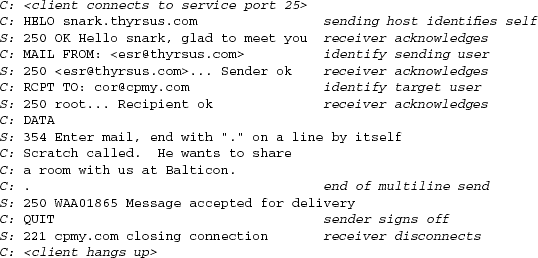 C: <client connects to service port 25>
C: HELO snark.thyrsus.com sending host identifies self
S: 250 OK Hello snark, glad to meet you receiver acknowledges
C: MAIL FROM: <esr@thyrsus.com> identify sending user
S: 250 <esr@thyrsus.com>... Sender ok receiver acknowledges
C: RCPT TO: cor@cpmy.com identify target user
S: 250 root... Recipient ok receiver acknowledges
C: DATA
S: 354 Enter mail, end with "." on a line by itself
C: Scratch called. He wants to share
C: a room with us at Balticon.
C: . end of multiline send
S: 250 WAA01865 Message accepted for delivery
C: QUIT sender signs off
S: 221 cpmy.com closing connection receiver disconnects
C: <client hangs up>